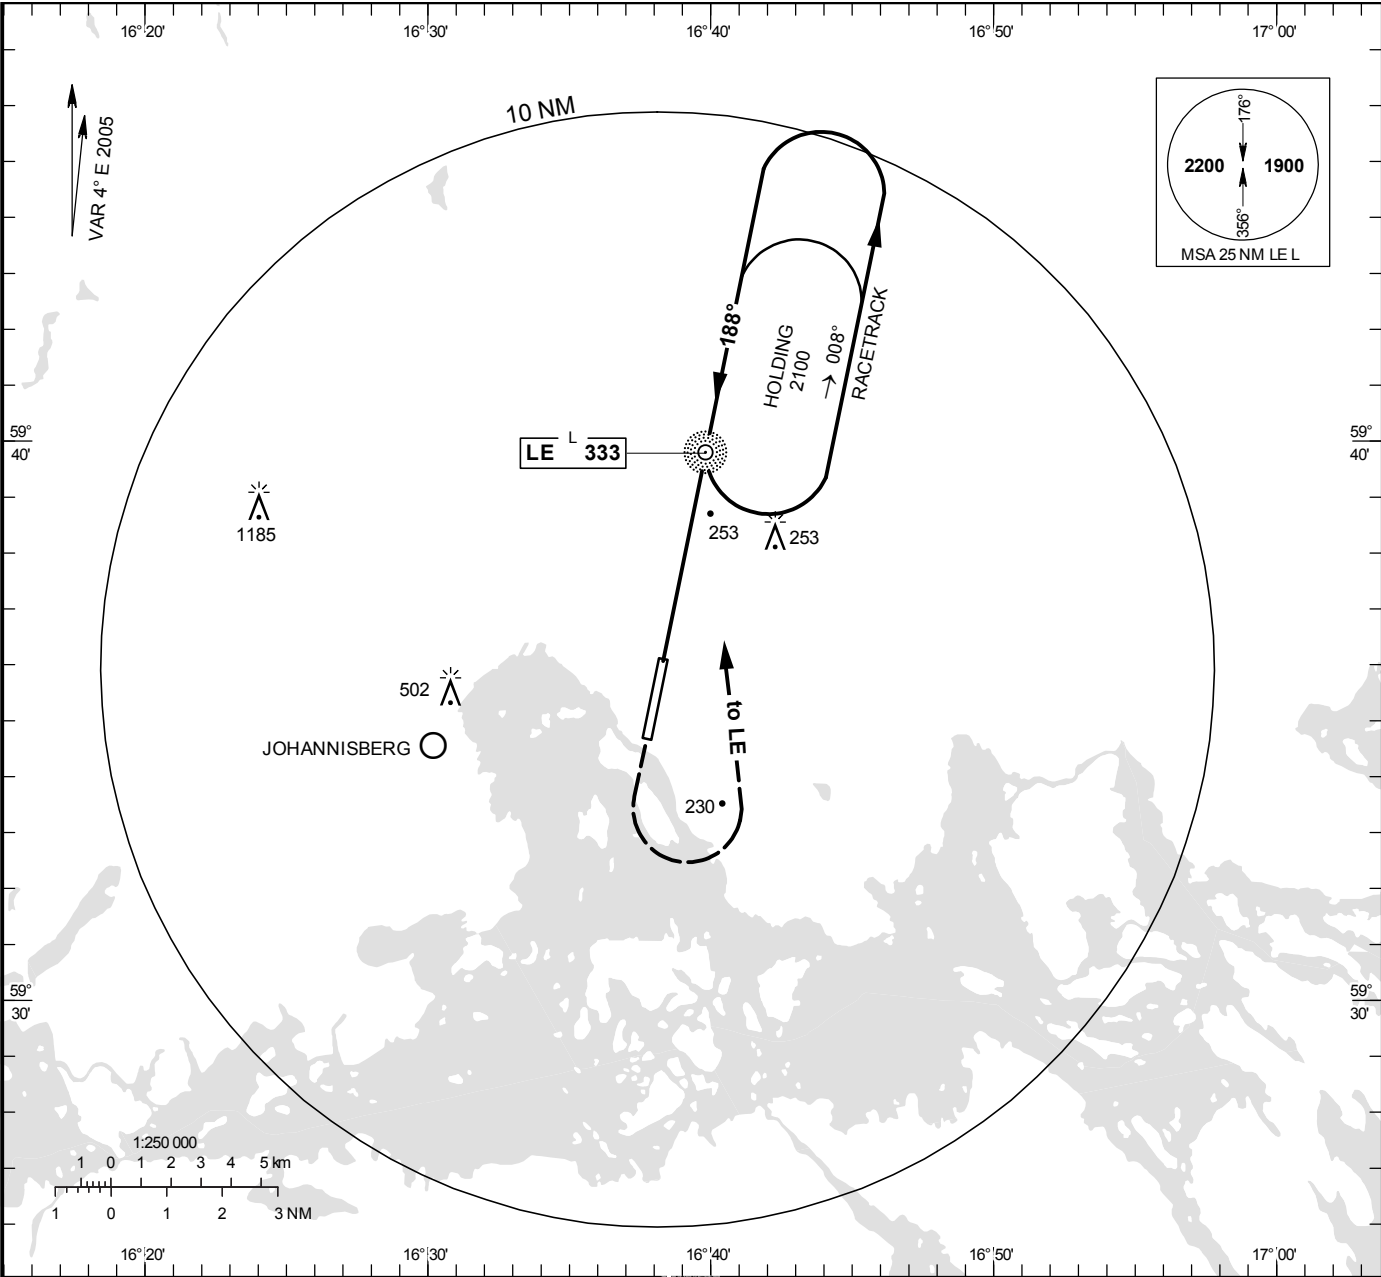 16°20'
16°30'
16°40'
16°50'
17°00'
VAR 4° E 2005
10 NM
176°
2200
1900
356°
MSA 25 NM LE L
188°
HOLDING
2100
→ 008°
RACETRACK
59°
40'
59°
40'
L
LE 333
1185
253
253
502
to LE
JOHANNISBERG
230
59°
30'
59°
30'
1:250 000
1 0 1 2 3 4 5 km
1 0 1 2 3 NM
16°20'
16°30'
16°40'
16°50'
17°00'